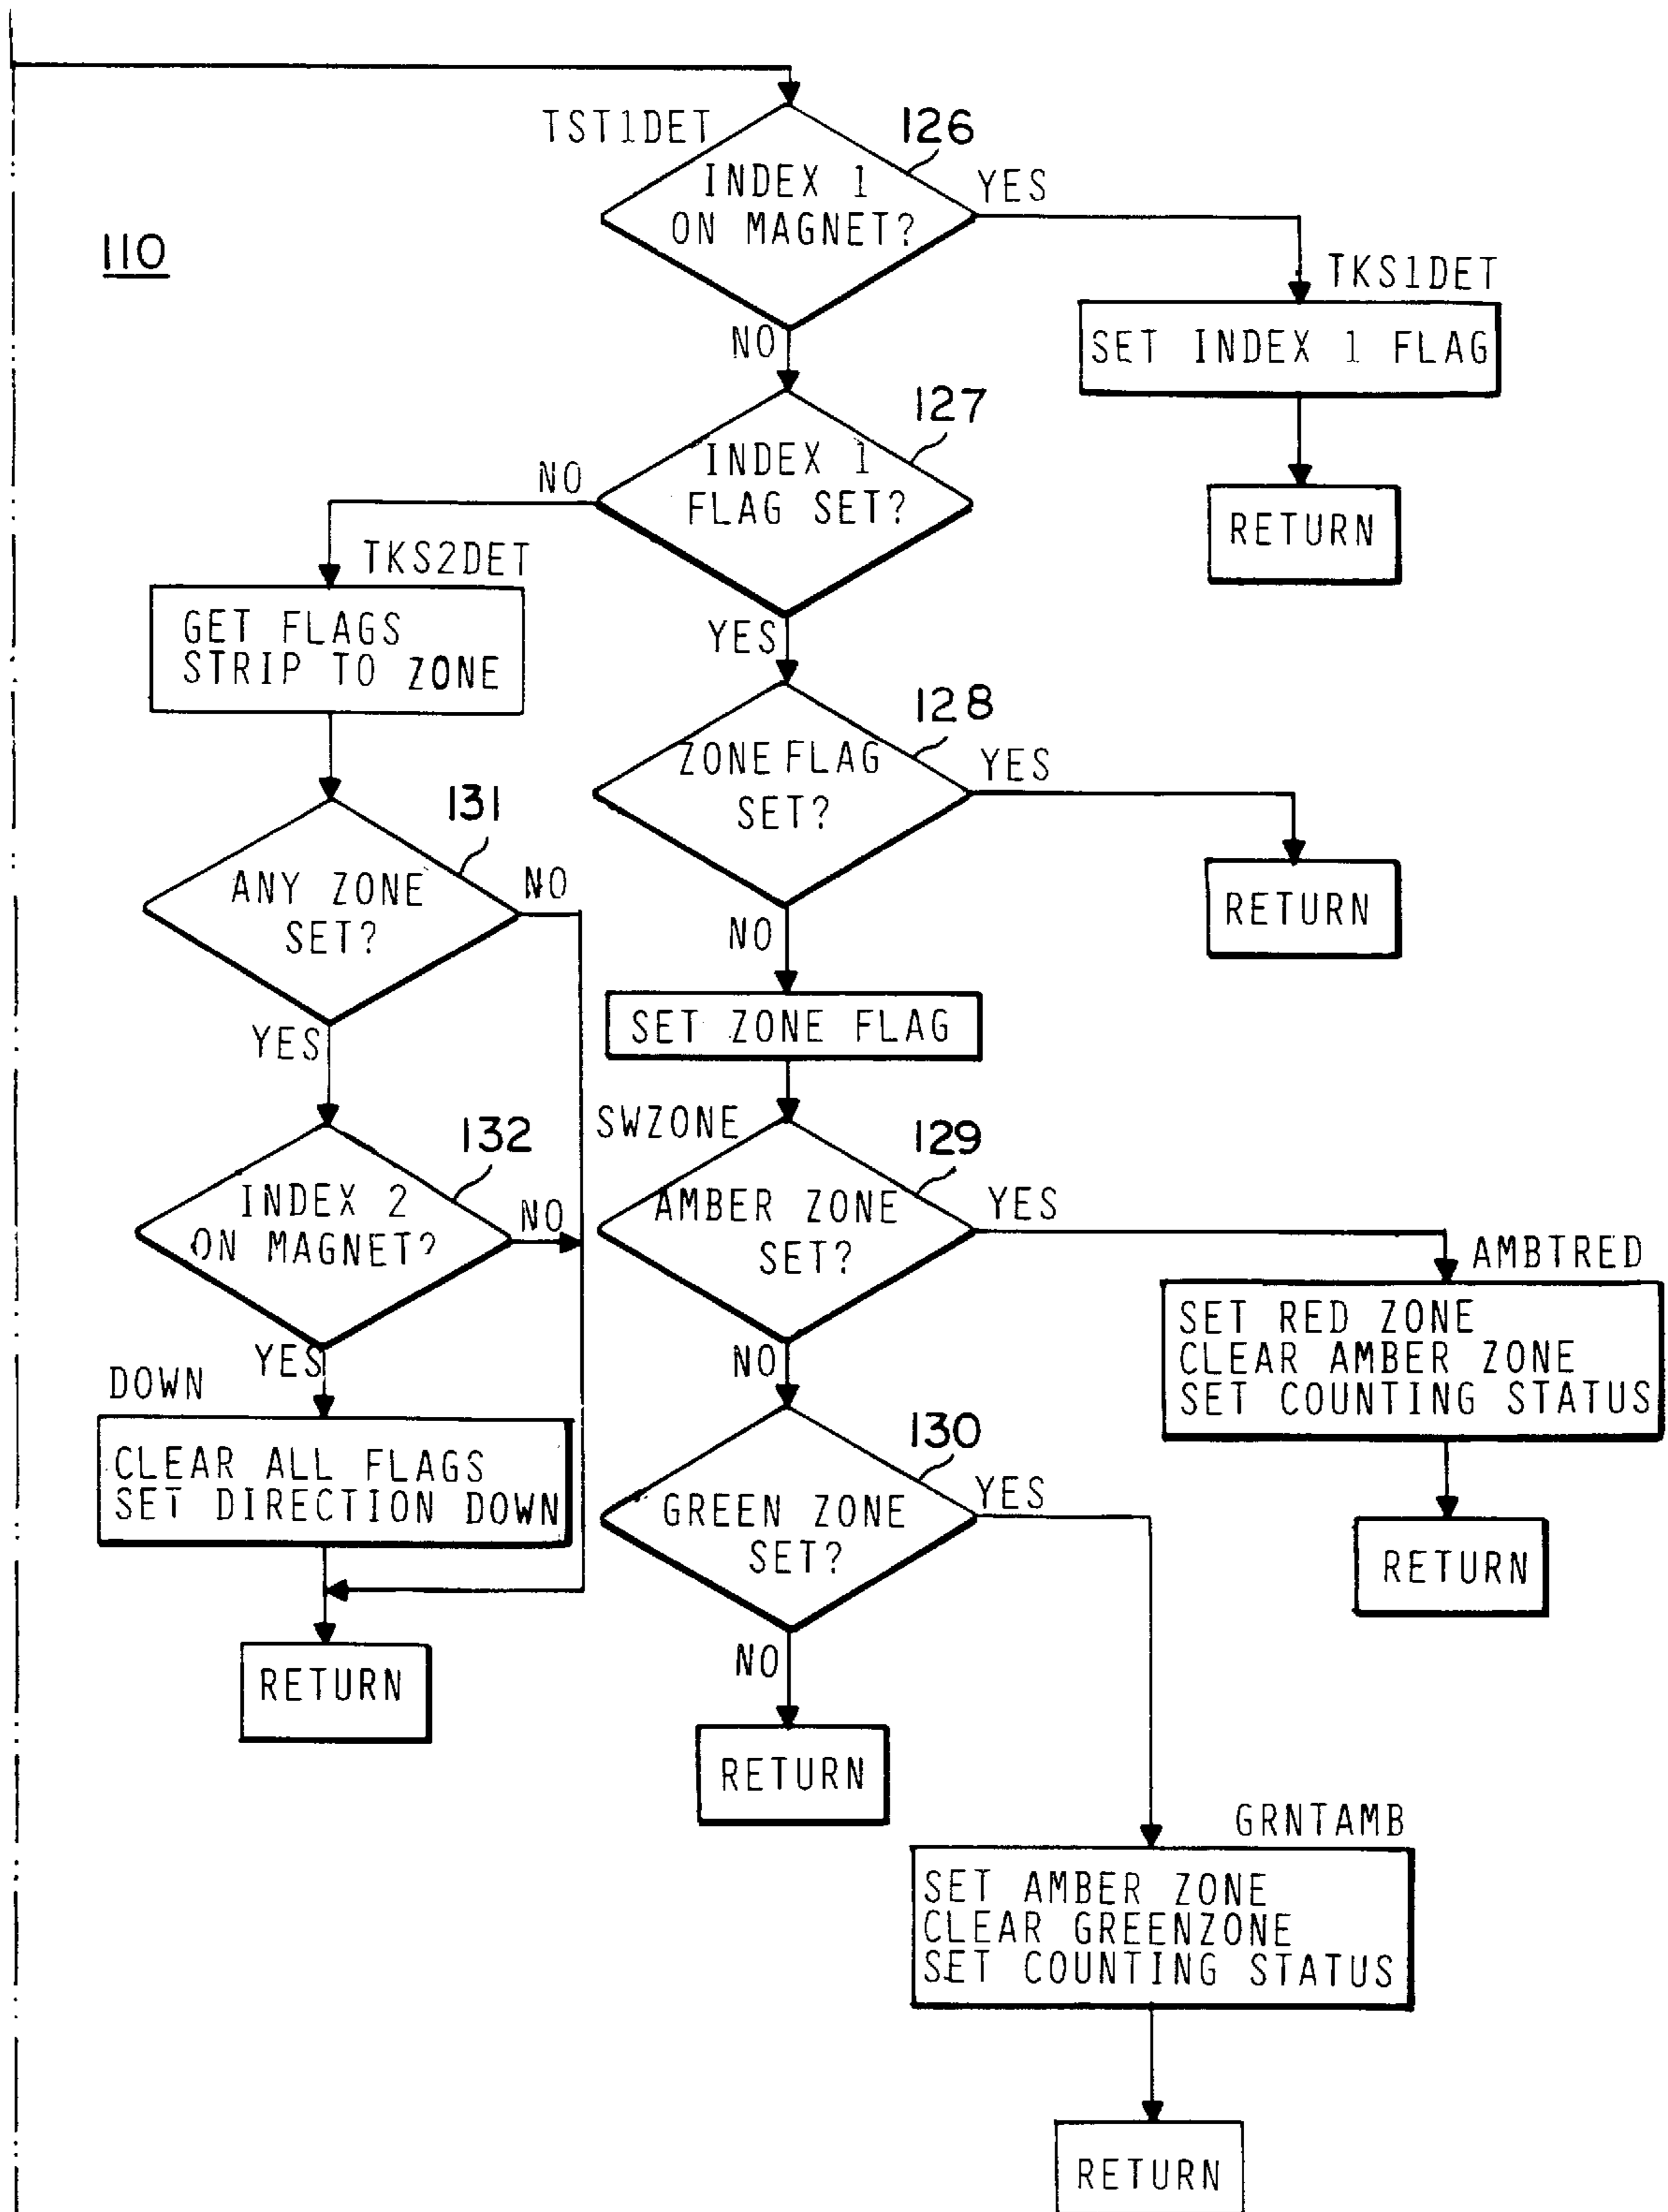 TST1DET
126
INDEX 1
ON MAGNET?
YES
110
TKS1DET
SET INDEX 1 FLAG
NO
RETURN
127
INDEX 1
FLAG SET?
NO
TKS2DET
GET FLAGS
STRIP TO ZONE
YES
128
ZONE FLAG
SET?
YES
RETURN
131
ANY ZONE
SET?
NO
YES
NO
SET ZONE FLAG
SWZONE
129
AMBER ZONE
SET?
YES
132
INDEX 2
ON MAGNET?
NO
YES
AMBTRED
SET RED ZONE
CLEAR AMBER ZONE
SET COUNTING STATUS
RETURN
DOWN
CLEAR ALL FLAGS
SET DIRECTION DOWN
RETURN
NO
130
GREEN ZONE
SET?
YES
NO
RETURN
GRNTAMB
SET AMBER ZONE
CLEAR GREENZONE
SET COUNTING STATUS
RETURN